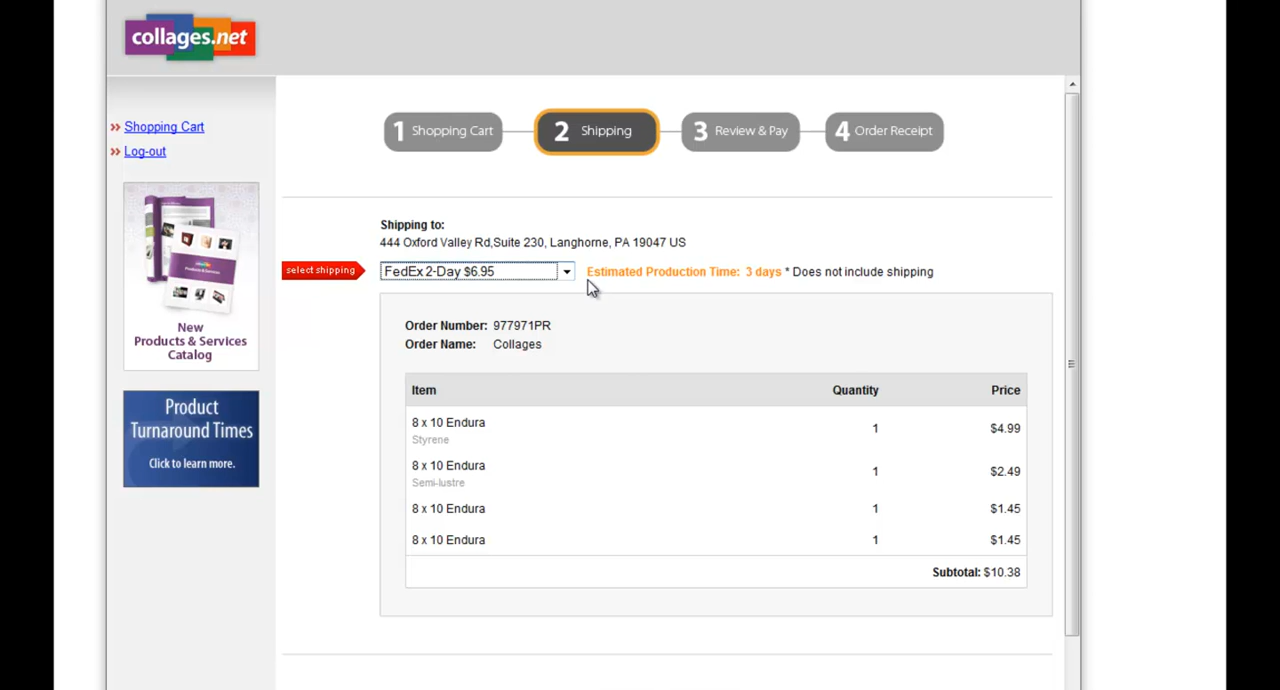 collages.net
Shopping Cart
Log-out
New
Products & Services
Catalog
Product
Turnaround Times
Click to learn more.
1 Shopping Cart
2 Shipping
3 Review & Pay
4 Order Receipt
Shipping to:
444 Oxford Valley Rd,Suite 230, Langhorne, PA 19047 US
select shipping FedEx 2-Day $6.95 Estimated Production Time: 3 days * Does not include shipping
Order Number: 977971PR
Order Name: Collages
Item Quantity Price
8 x 10 Endura 1 $4.99
Styrene
8 x 10 Endura 1 $2.49
Semi-lustre
8 x 10 Endura 1 $1.45
8 x 10 Endura 1 $1.45
Subtotal: $10.38